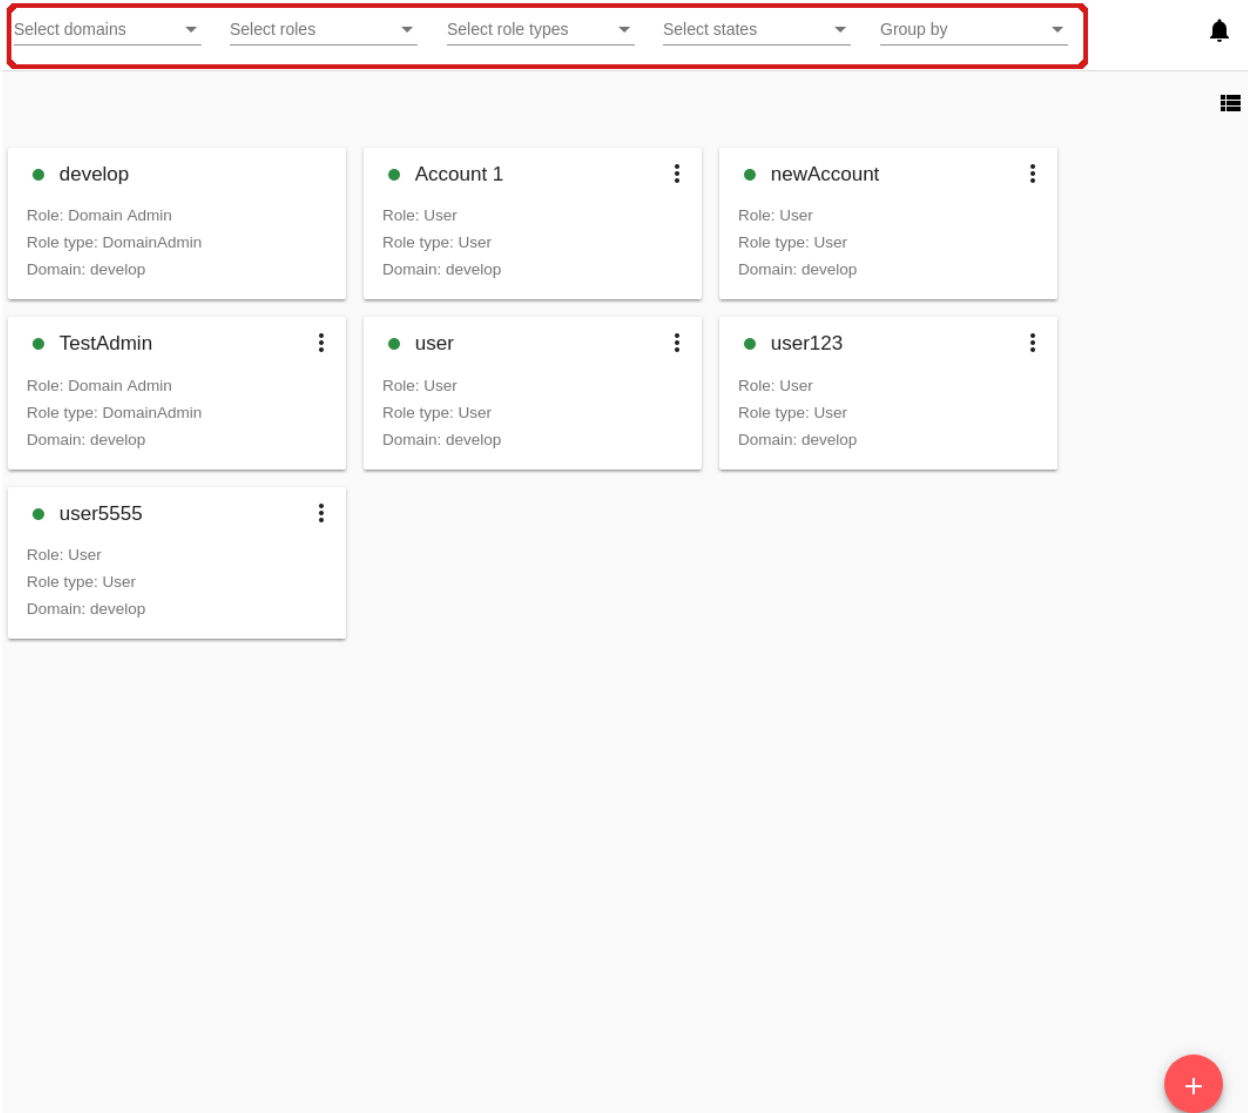 Select domains Select roles Select role types Select states Group by
develop
Role: Domain Admin
Role type: DomainAdmin
Domain: develop
Account 1
Role: User
Role type: User
Domain: develop
newAccount
Role: User
Role type: User
Domain: develop
TestAdmin
Role: Domain Admin
Role type: DomainAdmin
Domain: develop
user
Role: User
Role type: User
Domain: develop
user123
Role: User
Role type: User
Domain: develop
user5555
Role: User
Role type: User
Domain: develop